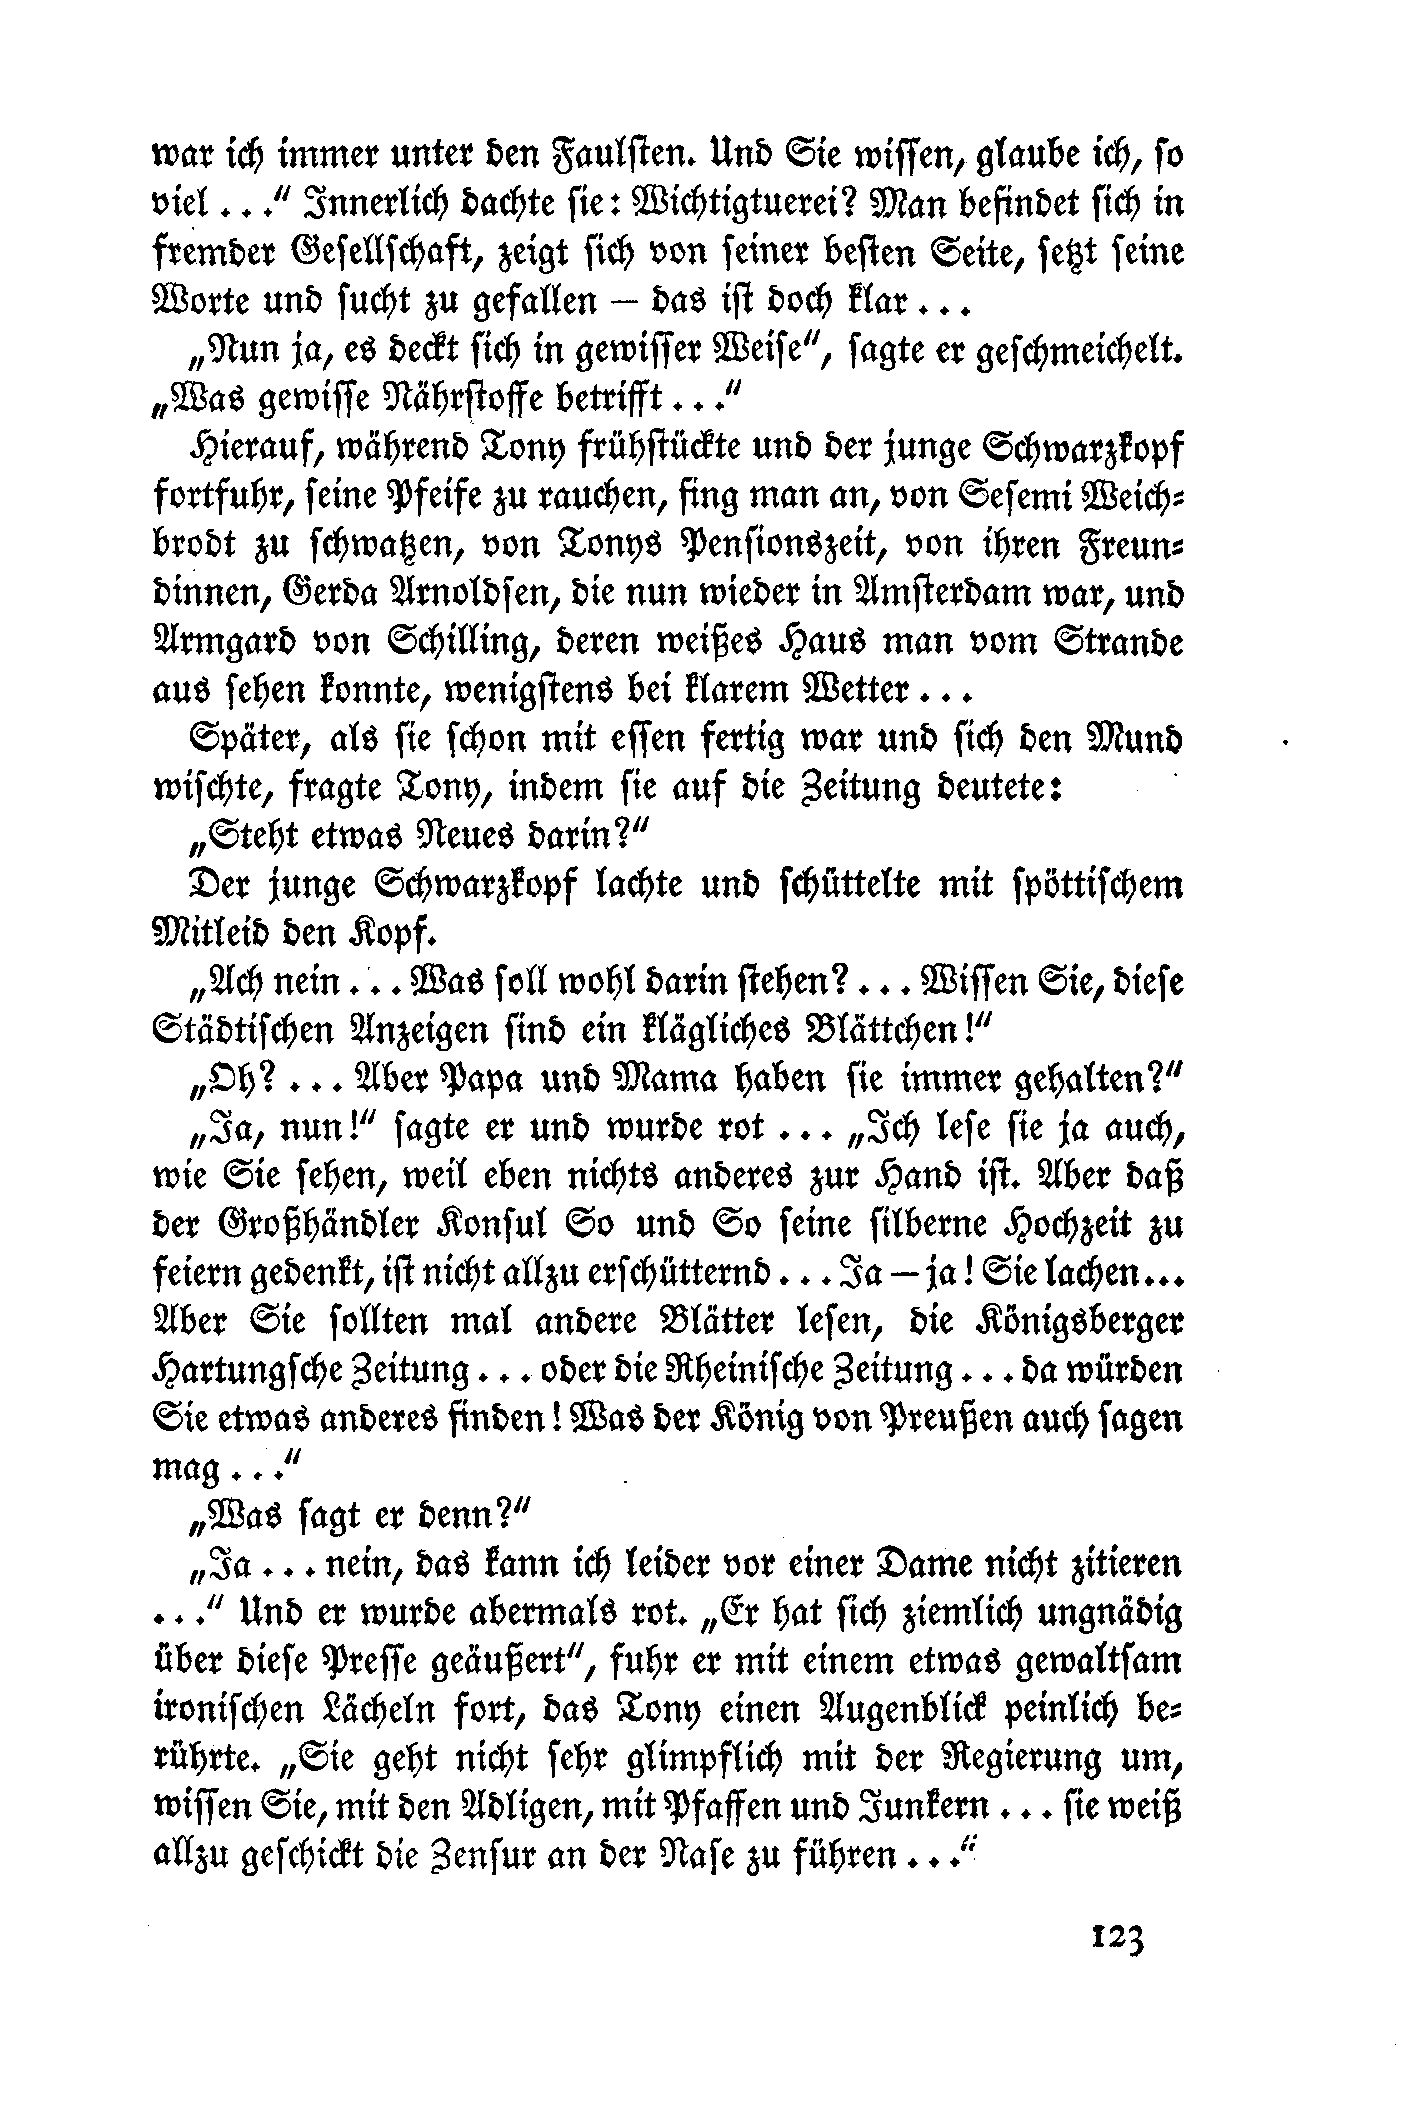 war ich immer unter den Faulsten. Und Sie wissen, glaube ich, so
viel . . .“ Innerlich dachte sie: Wichtigtuerei? Man befindet sich in
fremder Gesellschaft, zeigt sich von seiner besten Seite, setzt seine
Worte und sucht zu gefallen – das ist doch klar . . .
„Nun ja, es deckt sich in gewisser Weise“, sagte er geschmeichelt.
„Was gewisse Nährstoffe betrifft . . .“
Hierauf, während Tony frühstückte und der junge Schwarzkopf
fortfuhr, seine Pfeife zu rauchen, fing man an, von Sesemi Weich-
brodt zu schwatzen, von Tonys Pensionszeit, von ihren Freun-
dinnen, Gerda Arnoldsen, die nun wieder in Amsterdam war, und
Armgard von Schilling, deren weißes Haus man vom Strande
aus sehen konnte, wenigstens bei klarem Wetter . . .
Später, als sie schon mit essen fertig war und sich den Mund
wischte, fragte Tony, indem sie auf die Zeitung deutete:
„Steht etwas Neues darin?“
Der junge Schwarzkopf lachte und schüttelte mit spöttischem
Mitleid den Kopf.
„Ach nein . . . Was soll wohl darin stehen? . . . Wissen Sie, diese
Städtischen Anzeigen sind ein klägliches Blättchen!“
„Oh? . . . Aber Papa und Mama haben sie immer gehalten?“
„Ja, nun!“ sagte er und wurde rot . . . „Ich lese sie ja auch,
wie Sie sehen, weil eben nichts anderes zur Hand ist. Aber daß
der Großhändler Konsul So und So seine silberne Hochzeit zu
feiern gedenkt, ist nicht allzu erschütternd . . . Ja – ja! Sie lachen...
Aber Sie sollten mal andere Blätter lesen, die Königsberger
Hartungsche Zeitung . . . oder die Rheinische Zeitung . . . da würden
Sie etwas anderes finden! Was der König von Preußen auch sagen
mag . . .“
„Was sagt er denn?“
„Ja . . . nein, das kann ich leider vor einer Dame nicht zitieren
. . .“ Und er wurde abermals rot. „Er hat sich ziemlich ungnädig
über diese Presse geäußert“, fuhr er mit einem etwas gewaltsam
ironischen Lächeln fort, das Tony einen Augenblick peinlich be-
rührte. „Sie geht nicht sehr glimpflich mit der Regierung um,
wissen Sie, mit den Adligen, mit Pfaffen und Junkern . . . sie weiß
allzu geschickt die Zensur an der Nase zu führen . . .“
123